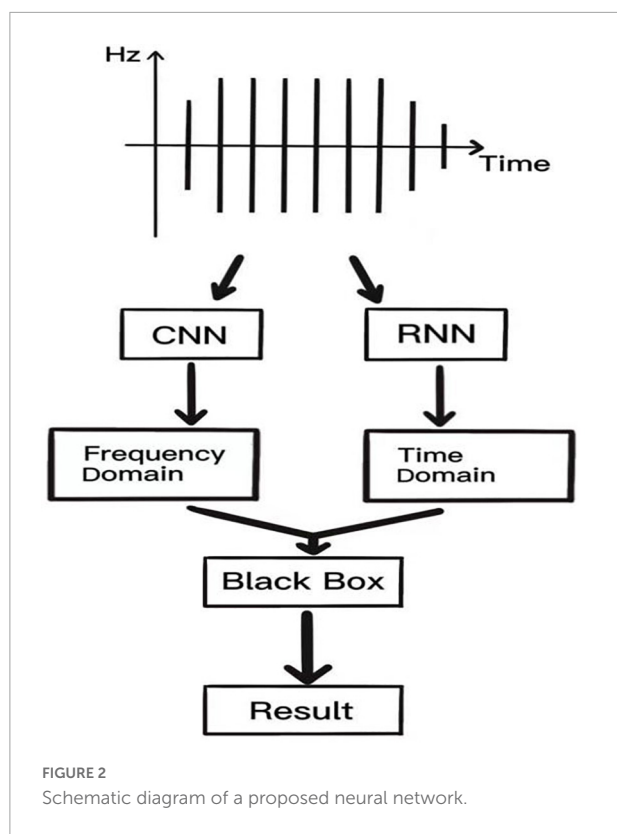 Hz
Time
CNN
RNN
Frequency
Domain
Time
Domain
Black Box
Result
FIGURE 2
Schematic diagram of a proposed neural network.